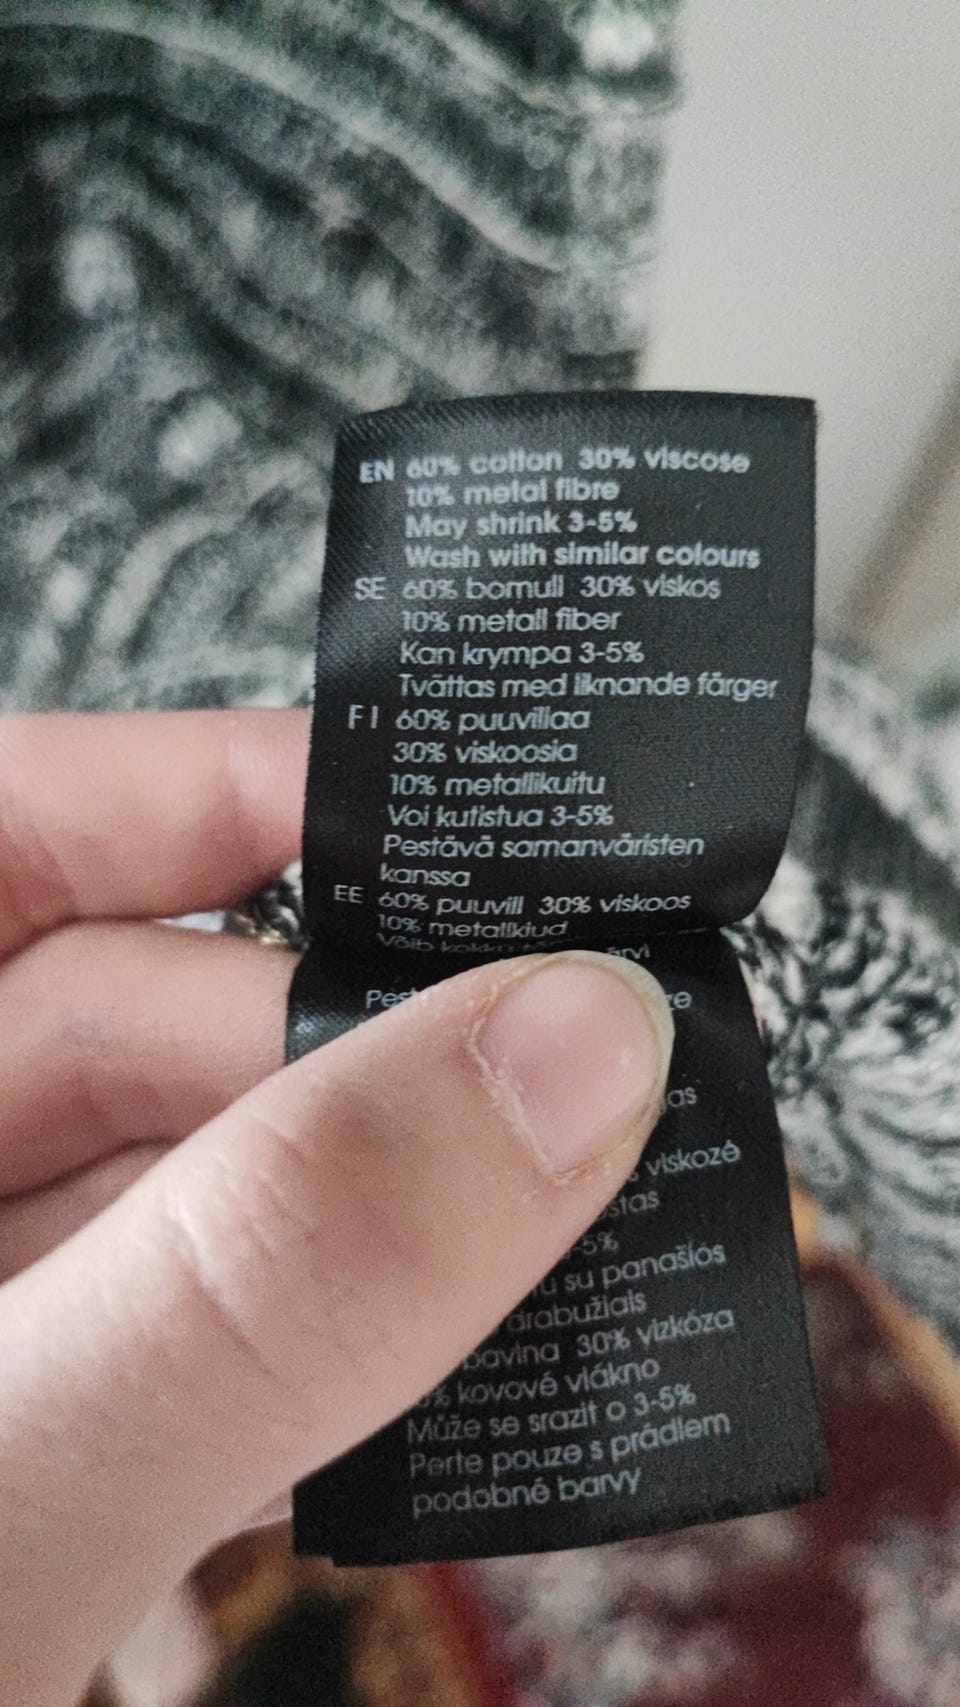 EN 60% cotton 30% viscose
10% metal fibre
May shrink 3-5%
Wash with similar colours
SE 60% bomull 30% viskos
10% metall fiber
Kan krympa 3-5%
Tvättas med liknande färger
FI 60% puuvillaa
30% viskoosia
10% metallikuitu
Voi kutistua 3-5%
Pestävä samanväristen
kanssa
EE 60% puuvill 30% viskoos
10% metallkiud
Võib
viskozė
5%
su panašios
drabužiais
bavlna 30% vizkóza
% kovové vlákno
Může se srazit o 3-5%
Perte pouze s prádlem
podobné barvy